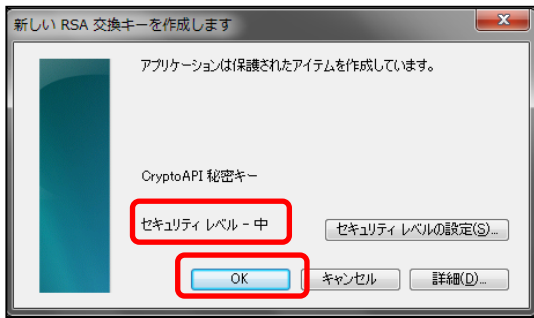 新しい RSA 交換キーを作成します
アプリケーションは保護されたアイテムを作成しています。
CryptoAPI 秘密キー
セキュリティ レベル - 中
セキュリティ レベルの設定(S)...
OK
キャンセル
詳細(D)...